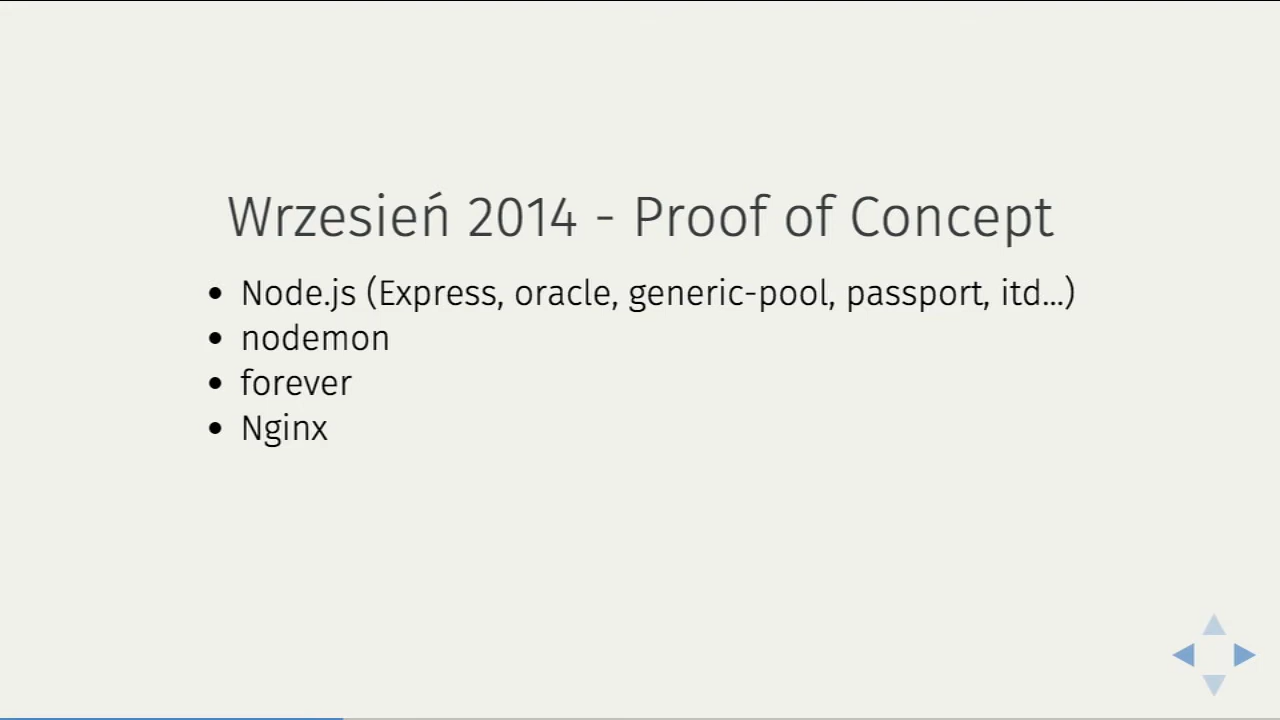 Wrzesień 2014 - Proof of Concept
Node.js (Express, oracle, generic-pool, passport, itd...)
nodemon
forever
Nginx